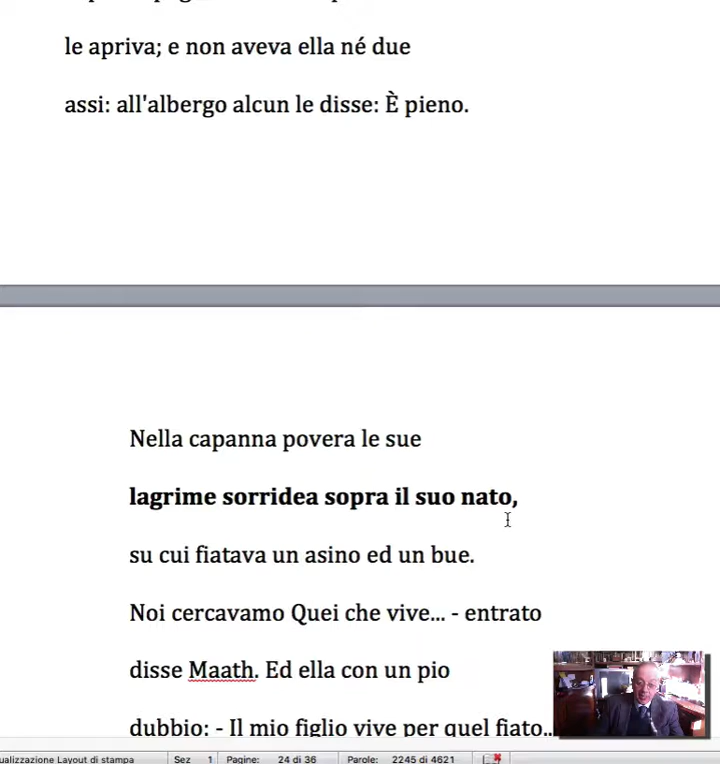 le apriva; e non aveva ella né due
assi: all'albergo alcun le disse: È pieno.
Nella capanna povera le sue
lagrime sorridea sopra il suo nato,
su cui fiatava un asino ed un bue.
Noi cercavamo Quei che vive... - entrato
disse Maath. Ed ella con un pio
dubbio: - Il mio figlio vive per quel fiato...
ualizzazione Layout di stampa Sez 1 Pagine: 24 di 36 Parole: 2245 di 4621